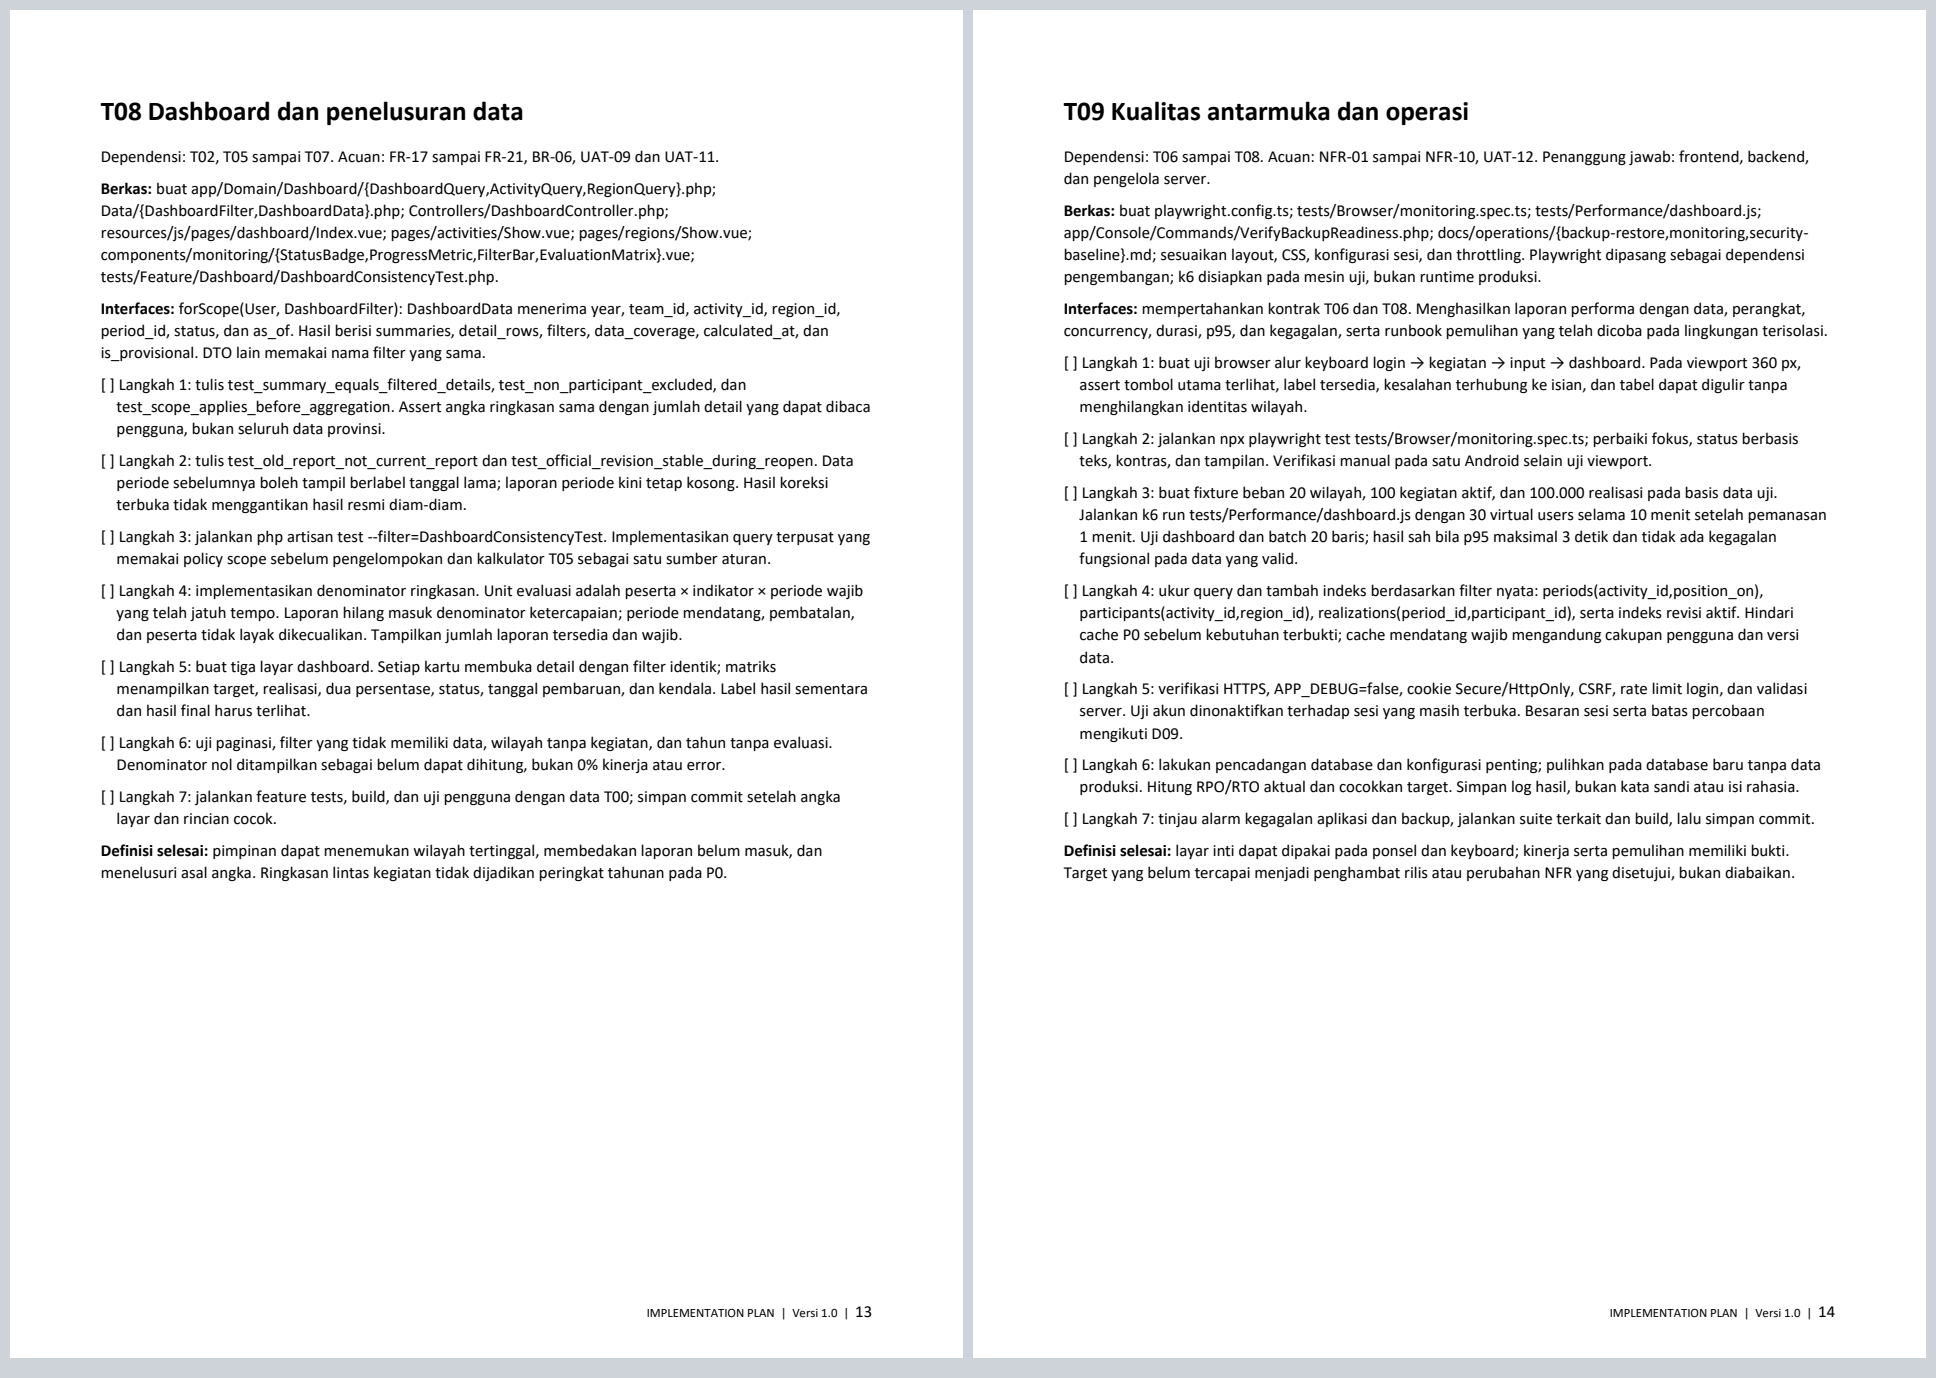 T08 Dashboard dan penelusuran data
Dependensi: T02, T05 sampai T07. Acuan: FR-17 sampai FR-21, BR-06, UAT-09 dan UAT-11.
Berkas: buat app/Domain/Dashboard/{DashboardQuery,ActivityQuery,RegionQuery}.php;
Data/{DashboardFilter,DashboardData}.php; Controllers/DashboardController.php;
resources/js/pages/dashboard/Index.vue; pages/activities/Show.vue; pages/regions/Show.vue;
components/monitoring/{StatusBadge,ProgressMetric,FilterBar,EvaluationMatrix}.vue;
tests/Feature/Dashboard/DashboardConsistencyTest.php.
Interfaces: forScope(User, DashboardFilter): DashboardData menerima year, team_id, activity_id, region_id,
period_id, status, dan as_of. Hasil berisi summaries, detail_rows, filters, data_coverage, calculated_at, dan
is_provisional. DTO lain memakai nama filter yang sama.
[ ] Langkah 1: tulis test_summary_equals_filtered_details, test_non_participant_excluded, dan
test_scope_applies_before_aggregation. Assert angka ringkasan sama dengan jumlah detail yang dapat dibaca
pengguna, bukan seluruh data provinsi.
[ ] Langkah 2: tulis test_old_report_not_current_report dan test_official_revision_stable_during_reopen. Data
periode sebelumnya boleh tampil berlabel tanggal lama; laporan periode kini tetap kosong. Hasil koreksi
terbuka tidak menggantikan hasil resmi diam-diam.
[ ] Langkah 3: jalankan php artisan test --filter=DashboardConsistencyTest. Implementasikan query terpusat yang
memakai policy scope sebelum pengelompokan dan kalkulator T05 sebagai satu sumber aturan.
[ ] Langkah 4: implementasikan denominator ringkasan. Unit evaluasi adalah peserta × indikator × periode wajib
yang telah jatuh tempo. Laporan hilang masuk denominator ketercapaian; periode mendatang, pembatalan,
dan peserta tidak layak dikecualikan. Tampilkan jumlah laporan tersedia dan wajib.
[ ] Langkah 5: buat tiga layar dashboard. Setiap kartu membuka detail dengan filter identik; matriks
menampilkan target, realisasi, dua persentase, status, tanggal pembaruan, dan kendala. Label hasil sementara
dan hasil final harus terlihat.
[ ] Langkah 6: uji paginasi, filter yang tidak memiliki data, wilayah tanpa kegiatan, dan tahun tanpa evaluasi.
Denominator nol ditampilkan sebagai belum dapat dihitung, bukan 0% kinerja atau error.
[ ] Langkah 7: jalankan feature tests, build, dan uji pengguna dengan data T00; simpan commit setelah angka
layar dan rincian cocok.
Definisi selesai: pimpinan dapat menemukan wilayah tertinggal, membedakan laporan belum masuk, dan
menelusuri asal angka. Ringkasan lintas kegiatan tidak dijadikan peringkat tahunan pada P0.
IMPLEMENTATION PLAN | Versi 1.0 | 13
T09 Kualitas antarmuka dan operasi
Dependensi: T06 sampai T08. Acuan: NFR-01 sampai NFR-10, UAT-12. Penanggung jawab: frontend, backend,
dan pengelola server.
Berkas: buat playwright.config.ts; tests/Browser/monitoring.spec.ts; tests/Performance/dashboard.js;
app/Console/Commands/VerifyBackupReadiness.php; docs/operations/{backup-restore,monitoring,security-
baseline}.md; sesuaikan layout, CSS, konfigurasi sesi, dan throttling. Playwright dipasang sebagai dependensi
pengembangan; k6 disiapkan pada mesin uji, bukan runtime produksi.
Interfaces: mempertahankan kontrak T06 dan T08. Menghasilkan laporan performa dengan data, perangkat,
concurrency, durasi, p95, dan kegagalan, serta runbook pemulihan yang telah dicoba pada lingkungan terisolasi.
[ ] Langkah 1: buat uji browser alur keyboard login → kegiatan → input → dashboard. Pada viewport 360 px,
assert tombol utama terlihat, label tersedia, kesalahan terhubung ke isian, dan tabel dapat digulir tanpa
menghilangkan identitas wilayah.
[ ] Langkah 2: jalankan npx playwright test tests/Browser/monitoring.spec.ts; perbaiki fokus, status berbasis
teks, kontras, dan tampilan. Verifikasi manual pada satu Android selain uji viewport.
[ ] Langkah 3: buat fixture beban 20 wilayah, 100 kegiatan aktif, dan 100.000 realisasi pada basis data uji.
Jalankan k6 run tests/Performance/dashboard.js dengan 30 virtual users selama 10 menit setelah pemanasan
1 menit. Uji dashboard dan batch 20 baris; hasil sah bila p95 maksimal 3 detik dan tidak ada kegagalan
fungsional pada data yang valid.
[ ] Langkah 4: ukur query dan tambah indeks berdasarkan filter nyata: periods(activity_id,position_on),
participants(activity_id,region_id), realizations(period_id,participant_id), serta indeks revisi aktif. Hindari
cache P0 sebelum kebutuhan terbukti; cache mendatang wajib mengandung cakupan pengguna dan versi
data.
[ ] Langkah 5: verifikasi HTTPS, APP_DEBUG=false, cookie Secure/HttpOnly, CSRF, rate limit login, dan validasi
server. Uji akun dinonaktifkan terhadap sesi yang masih terbuka. Besaran sesi serta batas percobaan
mengikuti D09.
[ ] Langkah 6: lakukan pencadangan database dan konfigurasi penting; pulihkan pada database baru tanpa data
produksi. Hitung RPO/RTO aktual dan cocokkan target. Simpan log hasil, bukan kata sandi atau isi rahasia.
[ ] Langkah 7: tinjau alarm kegagalan aplikasi dan backup, jalankan suite terkait dan build, lalu simpan commit.
Definisi selesai: layar inti dapat dipakai pada ponsel dan keyboard; kinerja serta pemulihan memiliki bukti.
Target yang belum tercapai menjadi penghambat rilis atau perubahan NFR yang disetujui, bukan diabaikan.
IMPLEMENTATION PLAN | Versi 1.0 | 14